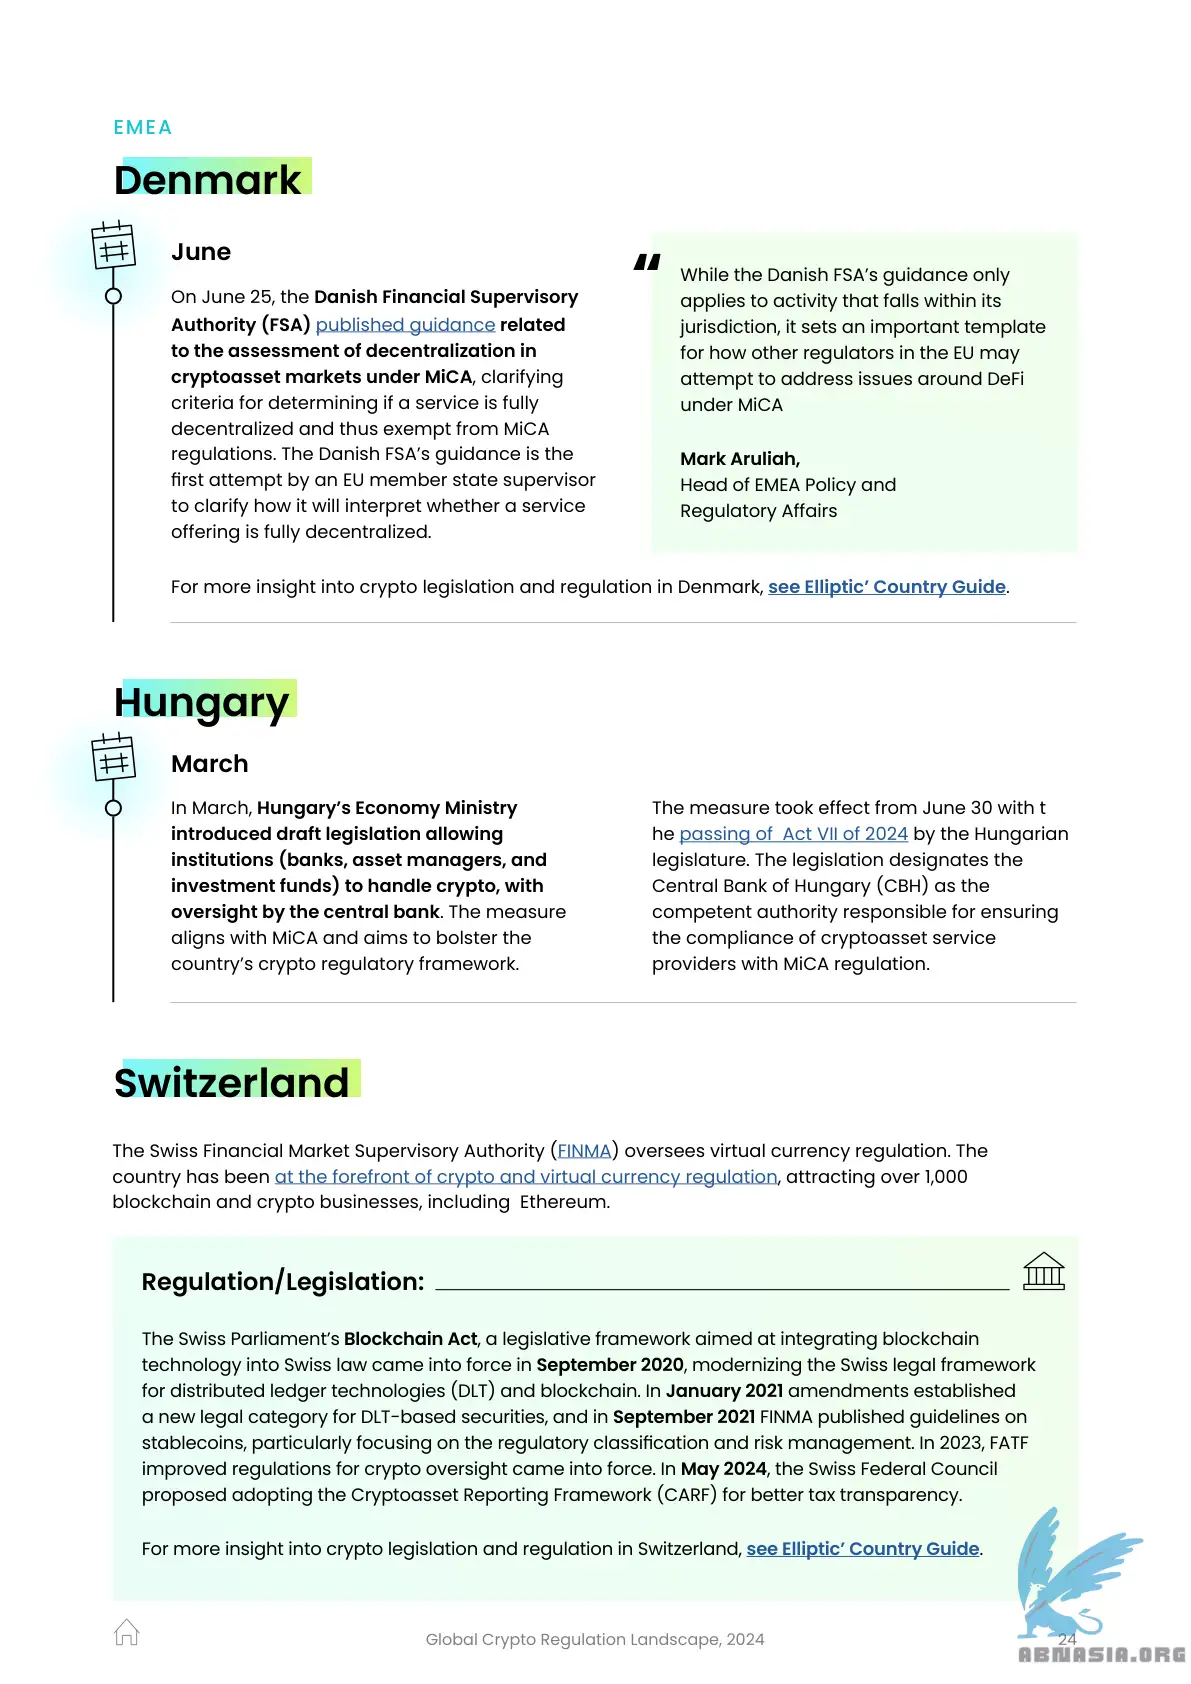 EMEA
Denmark
June
On June 25, the Danish Financial Supervisory
Authority (FSA) published guidance related
to the assessment of decentralization in
cryptoasset markets under MiCA, clarifying
criteria for determining if a service is fully
decentralized and thus exempt from MiCA
regulations. The Danish FSA’s guidance is the
first attempt by an EU member state supervisor
to clarify how it will interpret whether a service
offering is fully decentralized.
“
While the Danish FSA’s guidance only
applies to activity that falls within its
jurisdiction, it sets an important template
for how other regulators in the EU may
attempt to address issues around DeFi
under MiCA
Mark Aruliah,
Head of EMEA Policy and
Regulatory Affairs
For more insight into crypto legislation and regulation in Denmark, see Elliptic’ Country Guide.
Hungary
March
In March, Hungary’s Economy Ministry
introduced draft legislation allowing
institutions (banks, asset managers, and
investment funds) to handle crypto, with
oversight by the central bank. The measure
aligns with MiCA and aims to bolster the
country’s crypto regulatory framework.
The measure took effect from June 30 with t
he passing of  Act VII of 2024 by the Hungarian
legislature. The legislation designates the
Central Bank of Hungary (CBH) as the
competent authority responsible for ensuring
the compliance of cryptoasset service
providers with MiCA regulation.
Switzerland
The Swiss Financial Market Supervisory Authority (FINMA) oversees virtual currency regulation. The
country has been at the forefront of crypto and virtual currency regulation, attracting over 1,000
blockchain and crypto businesses, including  Ethereum.
Regulation/Legislation:
The Swiss Parliament’s Blockchain Act, a legislative framework aimed at integrating blockchain
technology into Swiss law came into force in September 2020, modernizing the Swiss legal framework
for distributed ledger technologies (DLT) and blockchain. In January 2021 amendments established
a new legal category for DLT-based securities, and in September 2021 FINMA published guidelines on
stablecoins, particularly focusing on the regulatory classification and risk management. In 2023, FATF
improved regulations for crypto oversight came into force. In May 2024, the Swiss Federal Council
proposed adopting the Cryptoasset Reporting Framework (CARF) for better tax transparency.
For more insight into crypto legislation and regulation in Switzerland, see Elliptic’ Country Guide.
Global Crypto Regulation Landscape, 2024
24
ABNASIA.ORG